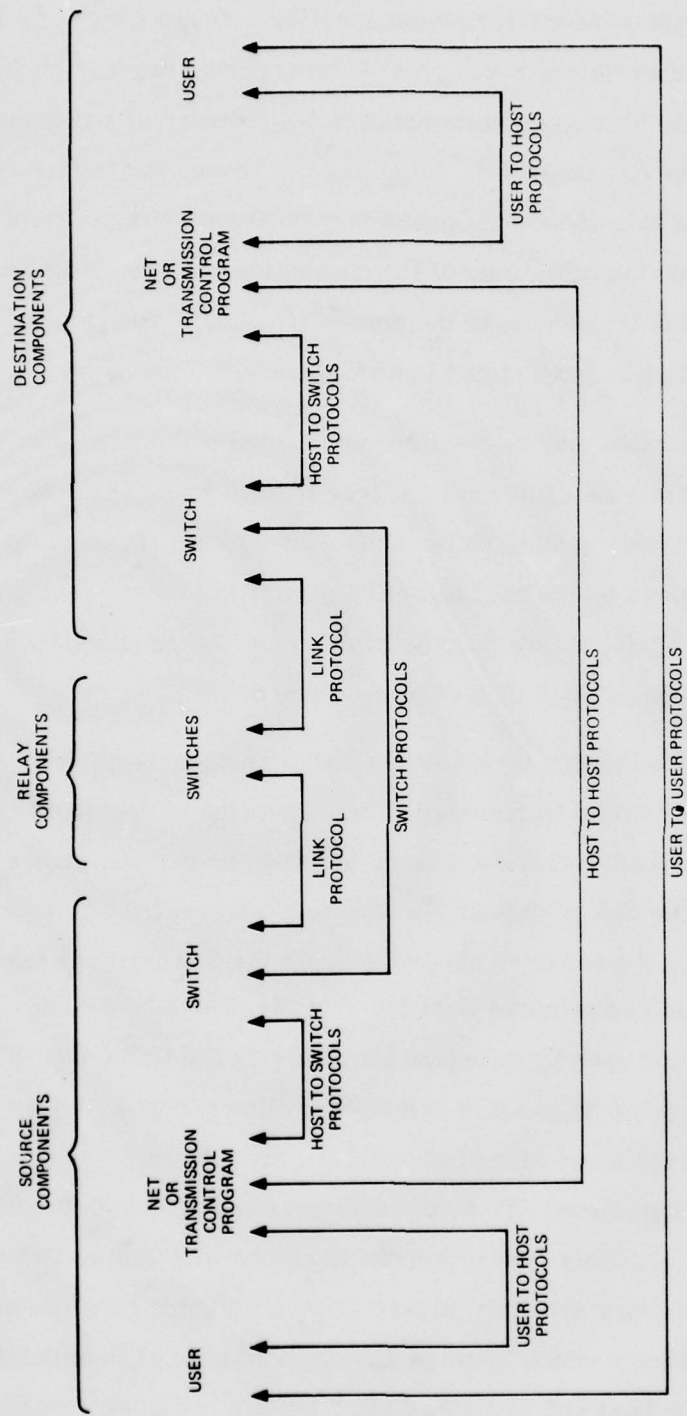 SOURCE
COMPONENTS
RELAY
COMPONENTS
DESTINATION
COMPONENTS
USER
NET
OR
TRANSMISSION
CONTROL
PROGRAM
SWITCH
SWITCHES
SWITCH
NET
OR
TRANSMISSION
CONTROL
PROGRAM
USER
HOST TO SWITCH
PROTOCOLS
LINK
PROTOCOL
LINK
PROTOCOL
HOST TO SWITCH
PROTOCOLS
SWITCH PROTOCOLS
USER TO HOST
PROTOCOLS
USER TO HOST
PROTOCOLS
HOST TO HOST PROTOCOLS
USER TO USER PROTOCOLS